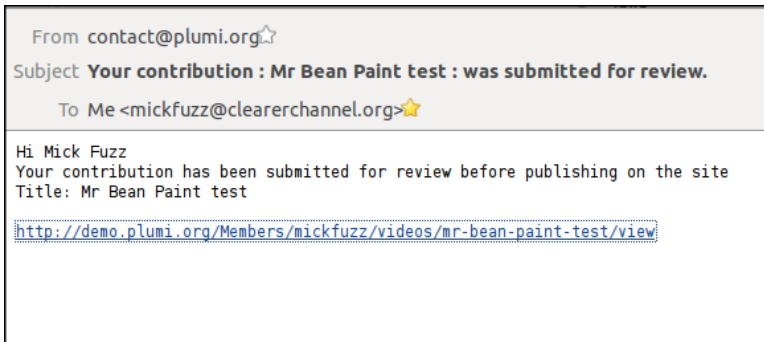 From contact@plumi.org
Subject Your contribution : Mr Bean Paint test : was submitted for review.
To Me <mickfuzz@clearerchannel.org>
Hi Mick Fuzz
Your contribution has been submitted for review before publishing on the site
Title: Mr Bean Paint test
http://demo.plumi.org/Members/mickfuzz/videos/mr-bean-paint-test/view